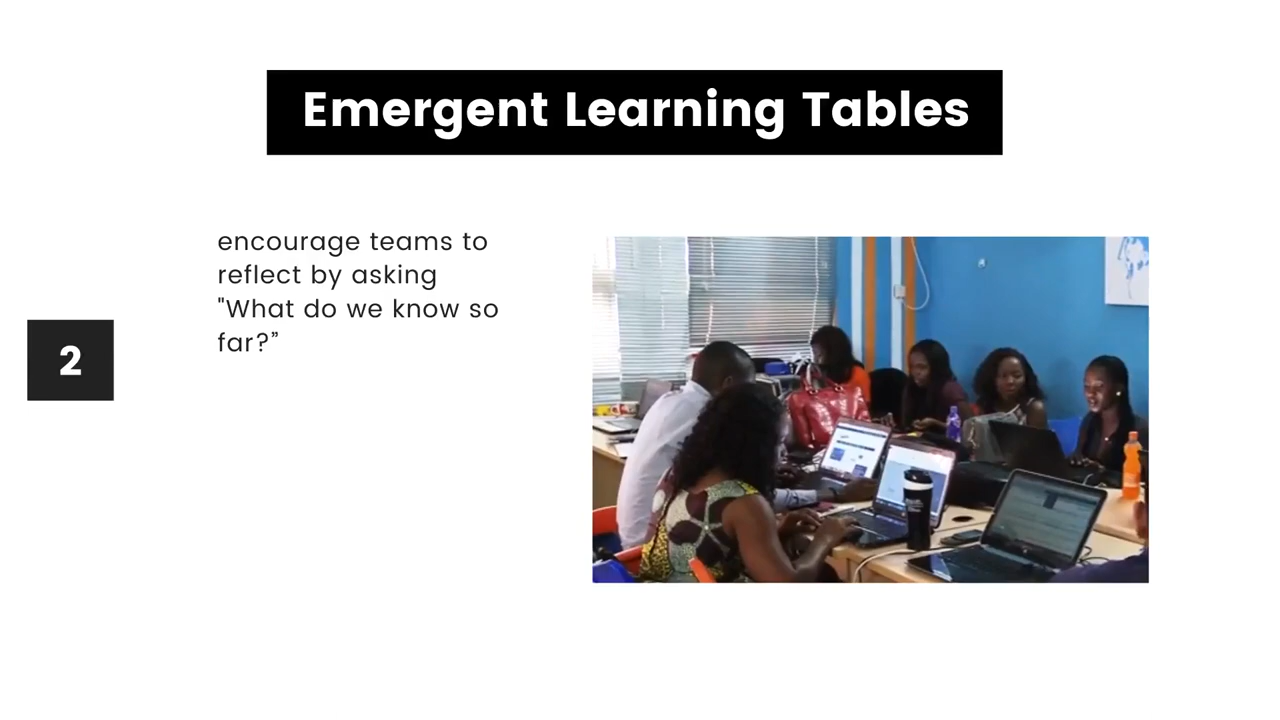 Emergent Learning Tables
encourage teams to
reflect by asking
"What do we know so
far?”
2